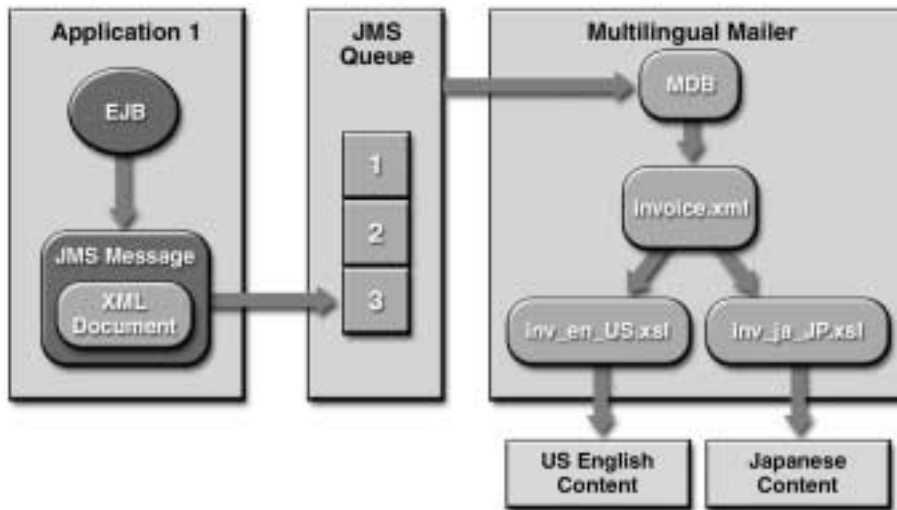 Application 1
EJB
JMS Message
XML
Document
JMS
Queue
1
2
3
Multilingual Mailer
MDB
invoice.xml
inv_en_US.xsl
inv_ja_JP.xsl
US English
Content
Japanese
Content